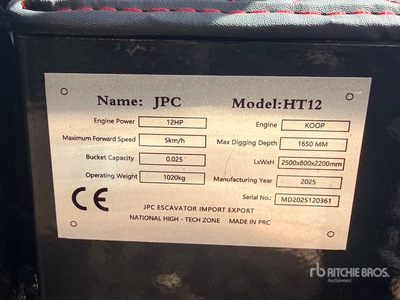 Name: JPC Model:HT12
Engine Power 12HP Engine KOOP
Maximum Forward Speed 5km/h Max Digging Depth 1650 MM
Bucket Capacity 0.025 LxWxH 2500x800x2200mm
Operating Weight 1020kg Manufacturing Year 2025
Serial No.: MD2025120361
CE
JPC ESCAVATOR IMPORT EXPORT
NATIONAL HIGH - TECH ZONE MADE IN PRC
rb RITCHIE BROS.
Auctioneers